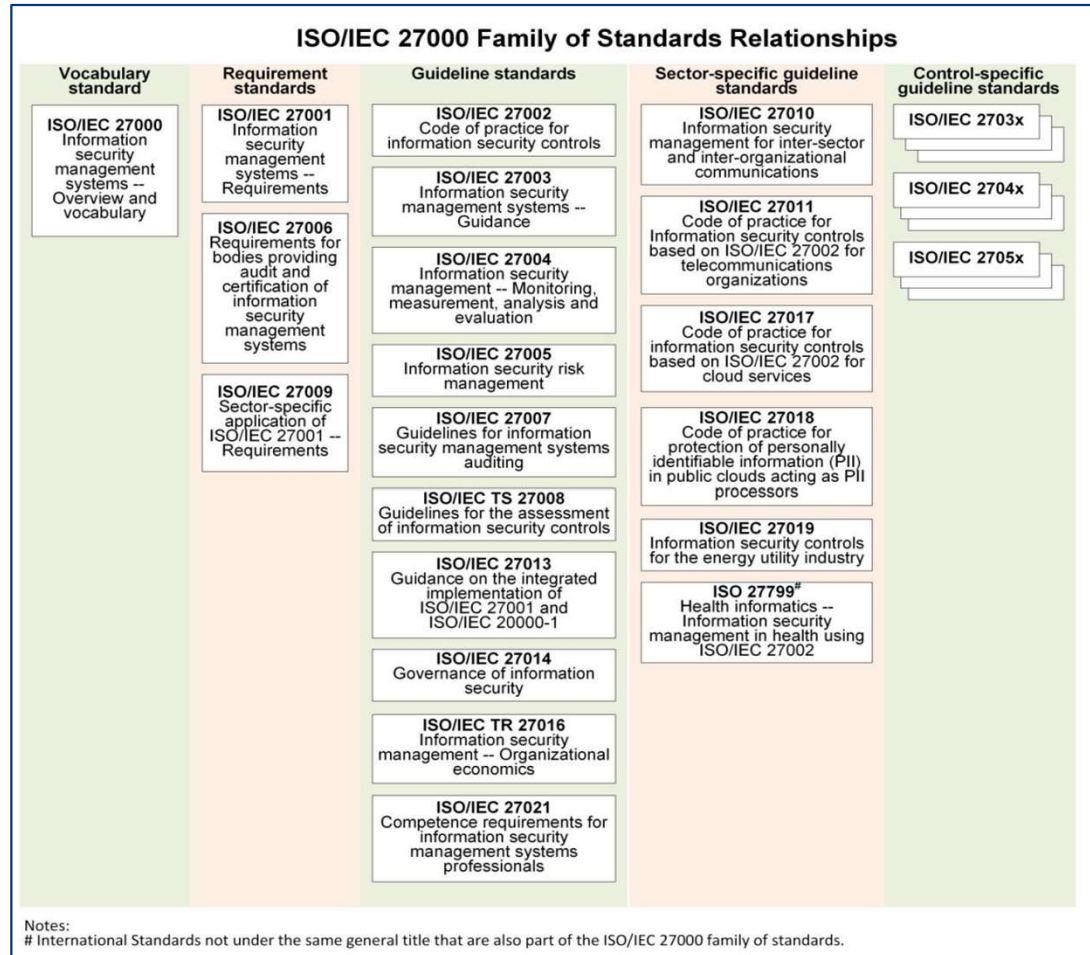 ISO/IEC 27000 Family of Standards Relationships
Vocabulary
standard
ISO/IEC 27000
Information
security
management
systems --
Overview and
vocabulary
Requirement
standards
ISO/IEC 27001
Information
security
management
systems --
Requirements
ISO/IEC 27006
Requirements for
bodies providing
audit and
certification of
information
security
management
systems
ISO/IEC 27009
Sector-specific
application of
ISO/IEC 27001 --
Requirements
Guideline standards
ISO/IEC 27002
Code of practice for
information security controls
ISO/IEC 27003
Information security
management systems --
Guidance
ISO/IEC 27004
Information security
management -- Monitoring,
measurement, analysis and
evaluation
ISO/IEC 27005
Information security risk
management
ISO/IEC 27007
Guidelines for information
security management systems
auditing
ISO/IEC TS 27008
Guidelines for the assessment
of information security controls
ISO/IEC 27013
Guidance on the integrated
implementation of
ISO/IEC 27001 and
ISO/IEC 20000-1
ISO/IEC 27014
Governance of information
security
ISO/IEC TR 27016
Information security
management -- Organizational
economics
ISO/IEC 27021
Competence requirements for
information security
management systems
professionals
Sector-specific guideline
standards
ISO/IEC 27010
Information security
management for inter-sector
and inter-organizational
communications
ISO/IEC 27011
Code of practice for
Information security controls
based on ISO/IEC 27002 for
telecommunications
organizations
ISO/IEC 27017
Code of practice for
information security controls
based on ISO/IEC 27002 for
cloud services
ISO/IEC 27018
Code of practice for
protection of personally
identifiable information (PII)
in public clouds acting as PII
processors
ISO/IEC 27019
Information security controls
for the energy utility industry
ISO 27799#
Health informatics --
Information security
management in health using
ISO/IEC 27002
Control-specific
guideline standards
ISO/IEC 2703x
ISO/IEC 2704x
ISO/IEC 2705x
Notes:
# International Standards not under the same general title that are also part of the ISO/IEC 27000 family of standards.